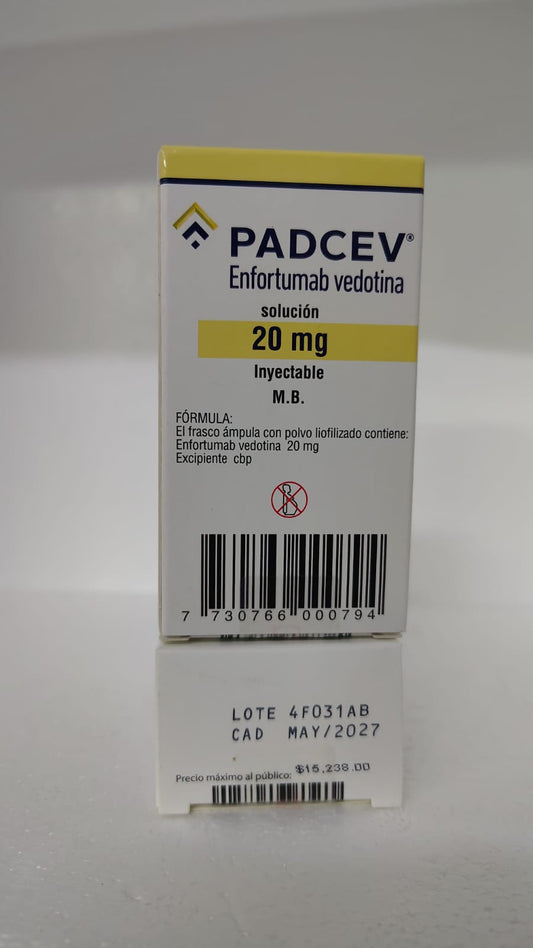 PADCEV®
Enfortumab vedotina
solución
20 mg
Inyectable
M.B.
FÓRMULA:
El frasco ámpula con polvo liofilizado contiene:
Enfortumab vedotina 20 mg
Excipiente cbp
7 730766 000794
LOTE 4F031AB
CAD MAY/2027
Precio máximo al público: $15,238.00